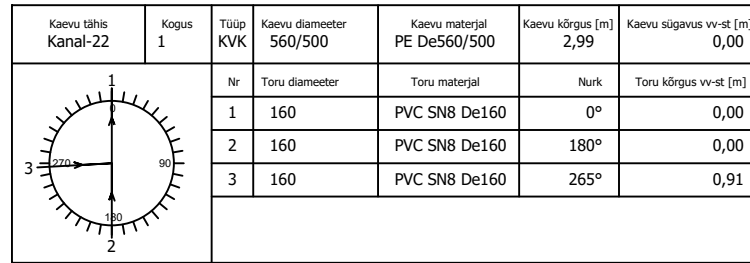 Kaevu tähis Kogus Tüüp Kaevu diameeter Kaevu materjal Kaevu kõrgus [m] Kaevu sügavus vv-st [m]
Kanal-22 1 KVK 560/500 PE De560/500 2,99 0,00
Nr Toru diameeter Toru materjal Nurk Toru kõrgus vv-st [m]
1 160 PVC SN8 De160 0° 0,00
2 160 PVC SN8 De160 180° 0,00
3 160 PVC SN8 De160 265° 0,91
1
0
3 270 90
180
2